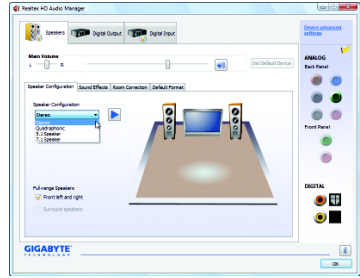 Realtek HD Audio Manager
Speakers
Digital Output
Digital Input
Device advanced settings
Main Volume
L
R
Set Default Device
ANALOG
Back Panel
Speaker Configuration
Sound Effects
Room Correction
Default Format
Speaker Configuration
Stereo
Stereo
Quadraphonic
5.1 Speaker
7.1 Speaker
Front Panel
Full-range Speakers
Front left and right
Surround speakers
DIGITAL
GIGABYTE
TECHNOLOGY
OK